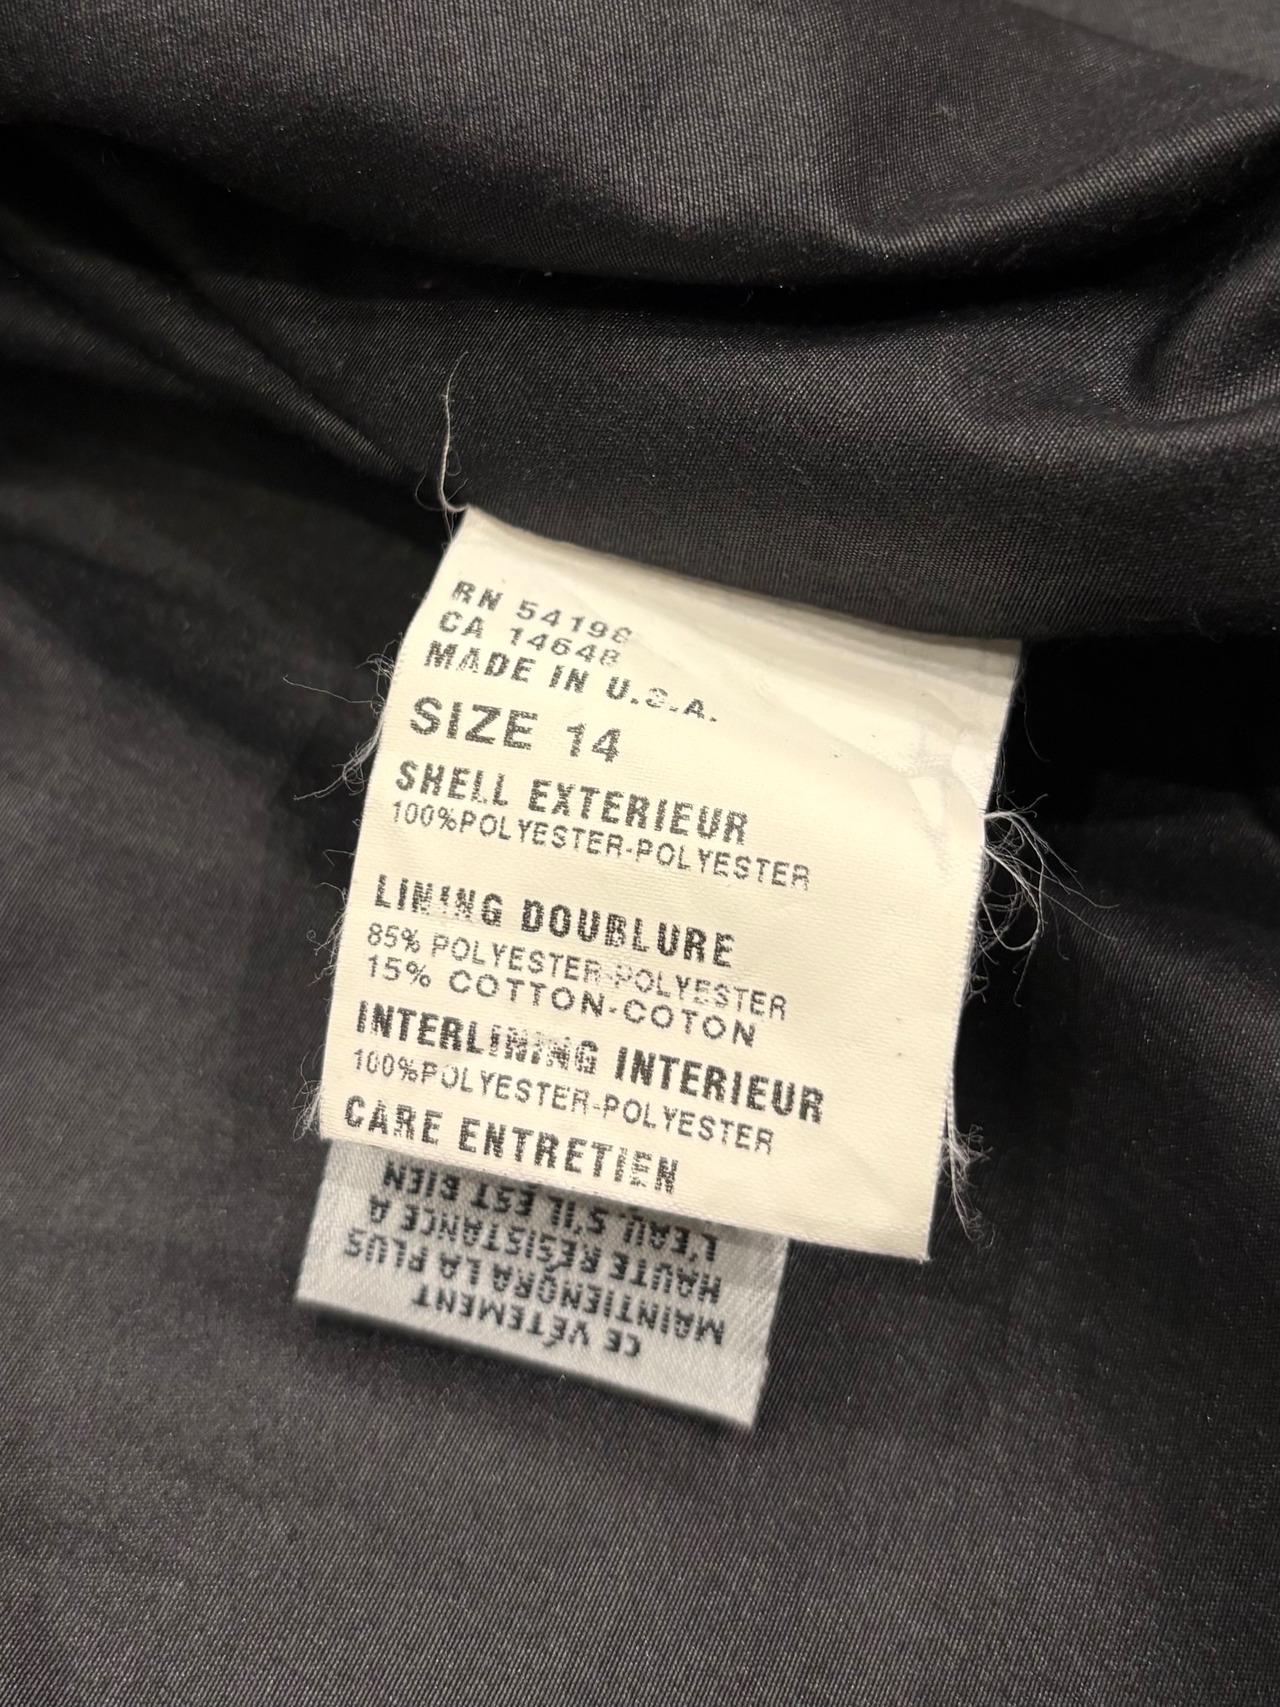 RN 54198
CA 14648
MADE IN U.S.A.
SIZE 14
SHELL EXTERIEUR
100%POLYESTER-POLYESTER
LINING DOUBLURE
85% POLYESTER-POLYESTER
15% COTTON-COTON
INTERLINING INTERIEUR
100%POLYESTER-POLYESTER
CARE ENTRETIEN
CE VÊTEMENT
MAINTIENDRA LA PLUS
HAUTE RÉSISTANCE À
L'EAU S'IL EST BIEN